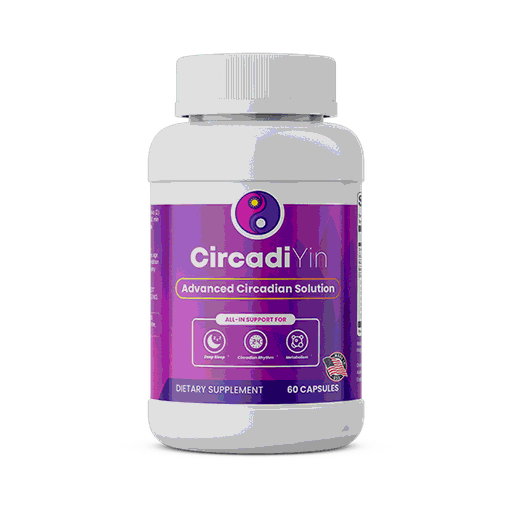 CircadiYin
Advanced Circadian Solution
ALL-IN SUPPORT FOR
Deep Sleep
Circadian Rhythm
Metabolism
DIETARY SUPPLEMENT
60 CAPSULES